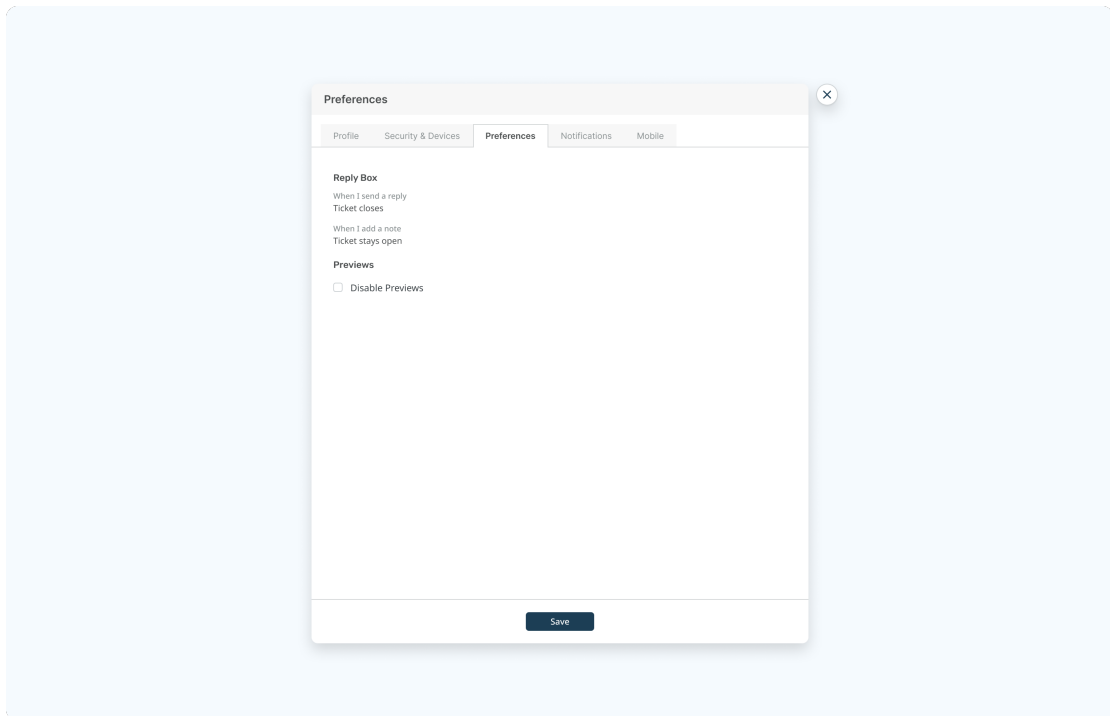 Preferences
Profile Security & Devices Preferences Notifications Mobile
Reply Box
When I send a reply
Ticket closes
When I add a note
Ticket stays open
Previews
Disable Previews
Save